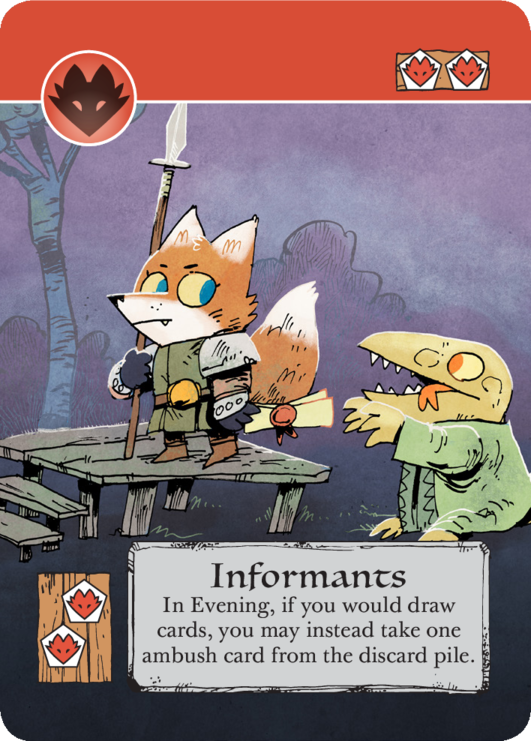 Informants
In Evening, if you would draw
cards, you may instead take one
ambush card from the discard pile.